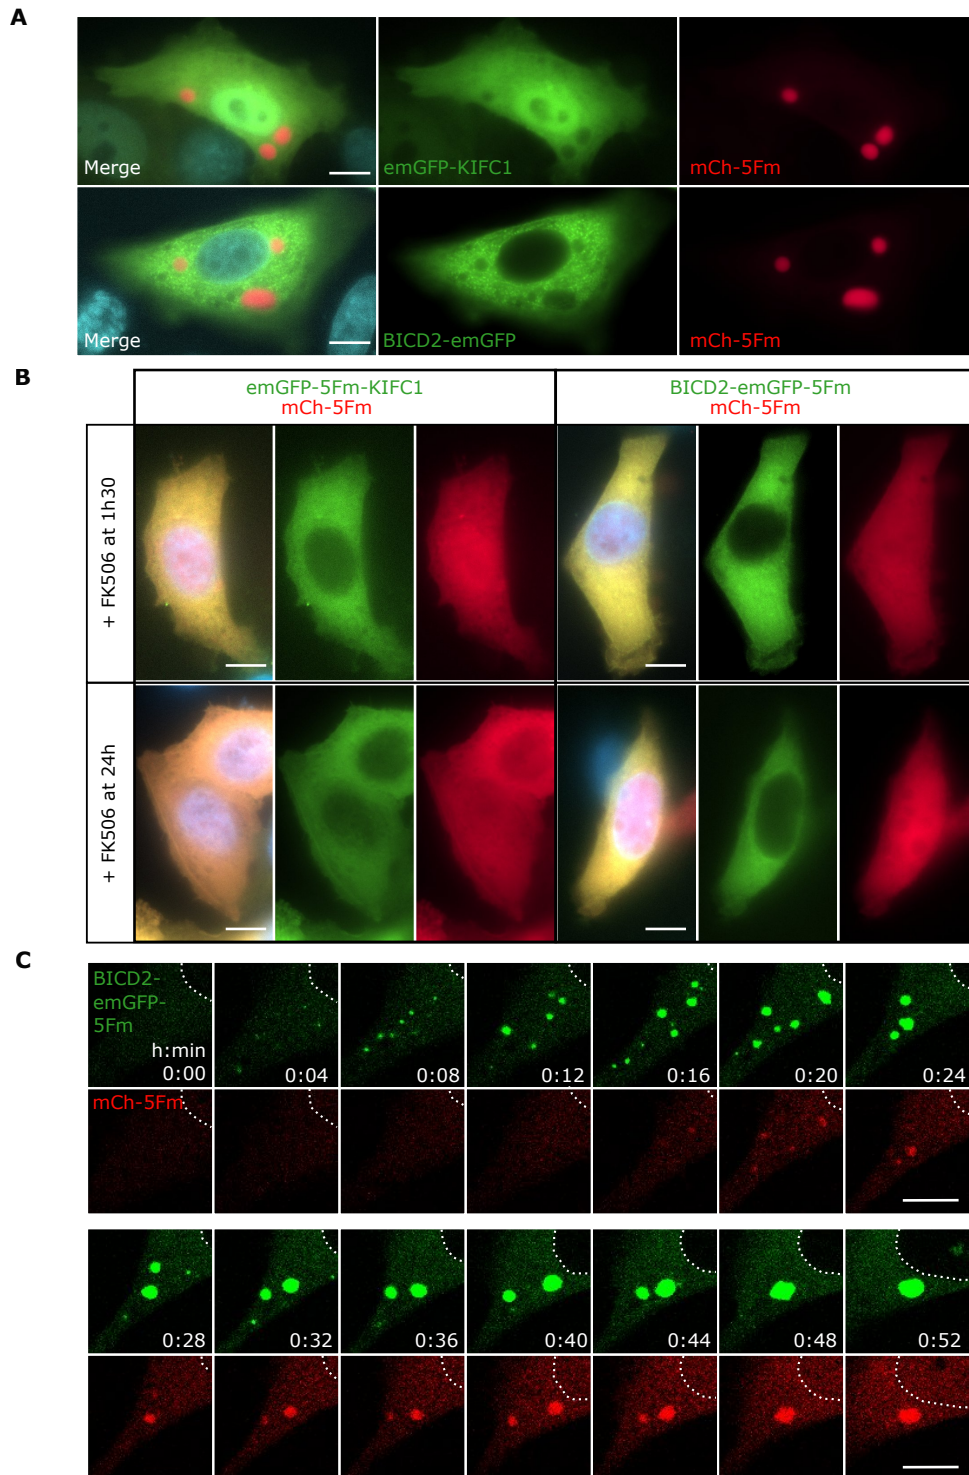 A
Merge
emGFP-KIFC1
mCh-5Fm
Merge
BICD2-emGFP
mCh-5Fm
B
emGFP-5Fm-KIFC1
mCh-5Fm
BICD2-emGFP-5Fm
mCh-5Fm
+ FK506 at 1h30
+ FK506 at 24h
C
BICD2-
emGFP-
5Fm
h:min
0:00
0:04
0:08
0:12
0:16
0:20
0:24
mCh-5Fm
0:28
0:32
0:36
0:40
0:44
0:48
0:52